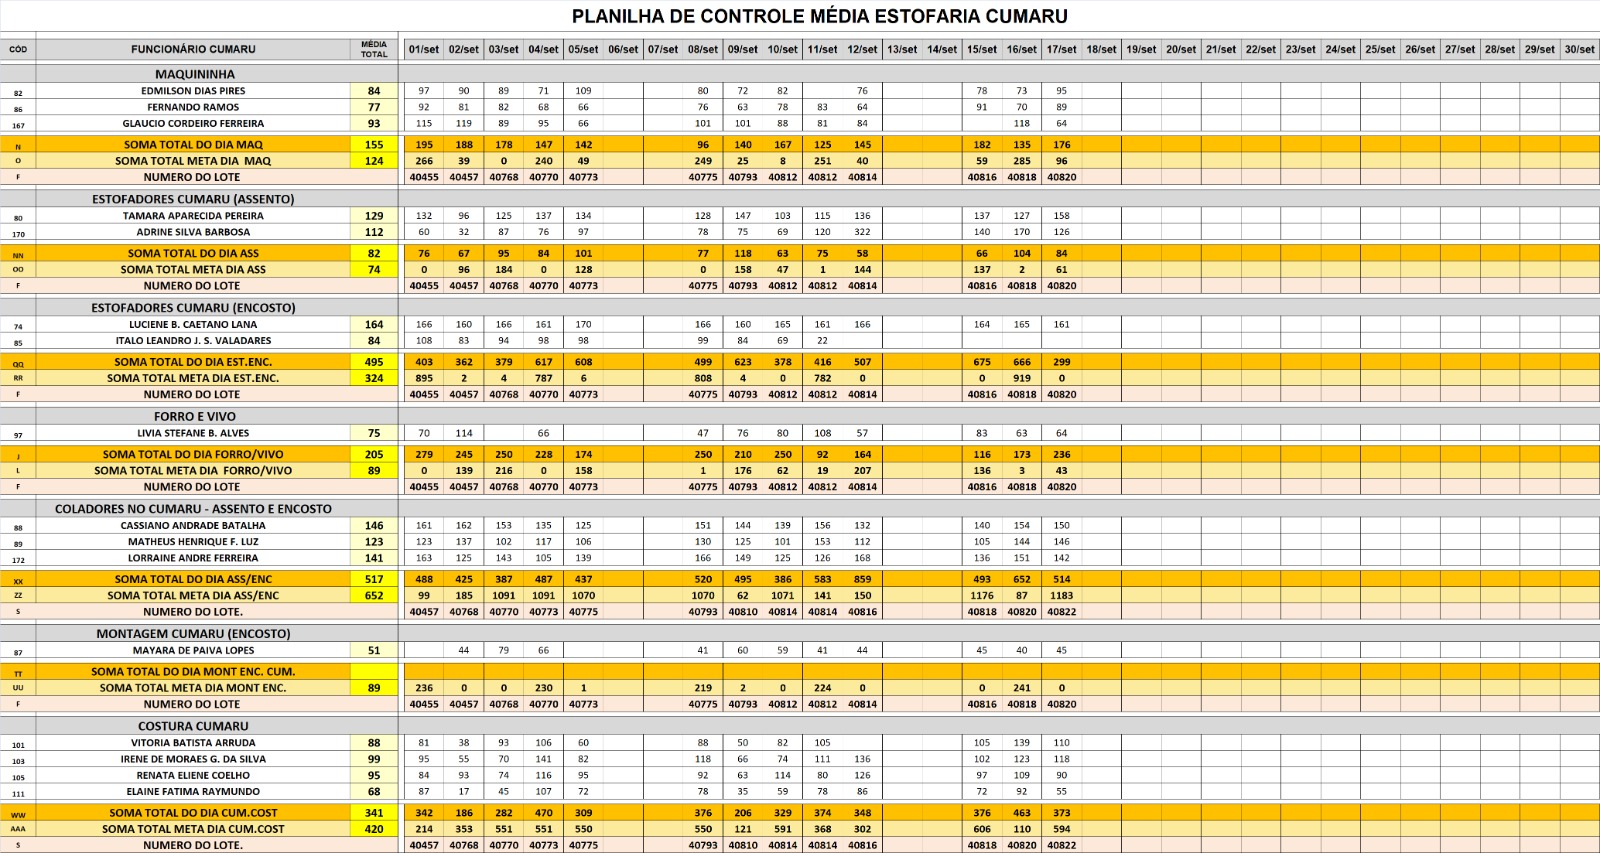 PLANILHA DE CONTROLE MÉDIA ESTOFARIA CUMARU
CÓD FUNCIONÁRIO CUMARU MÉDIA TOTAL 01/set 02/set 03/set 04/set 05/set 06/set 07/set 08/set 09/set 10/set 11/set 12/set 13/set 14/set 15/set 16/set 17/set 18/set 19/set 20/set 21/set 22/set 23/set 24/set 25/set 26/set 27/set 28/set 29/set 30/set
MAQUININHA
82 EDMILSON DIAS PIRES 84 97 90 89 71 109 80 72 82 76 78 73 95
86 FERNANDO RAMOS 77 92 81 82 68 66 76 63 78 83 64 91 70 89
167 GLAUCIO CORDEIRO FERREIRA 93 115 119 89 95 66 101 101 88 81 84 118 64
N SOMA TOTAL DO DIA MAQ 155 195 188 178 147 142 96 140 167 125 145 182 135 176
O SOMA TOTAL META DIA MAQ 124 266 39 0 240 49 249 25 8 251 40 59 285 96
F NUMERO DO LOTE 40455 40457 40768 40770 40773 40775 40793 40812 40812 40814 40816 40818 40820
ESTOFADORES CUMARU (ASSENTO)
80 TAMARA APARECIDA PEREIRA 129 132 96 125 137 134 128 147 103 115 136 137 127 158
170 ADRINE SILVA BARBOSA 112 60 32 87 76 97 78 75 69 120 322 140 170 126
NN SOMA TOTAL DO DIA ASS 82 76 67 95 84 101 77 118 63 75 58 66 104 84
OO SOMA TOTAL META DIA ASS 74 0 96 184 0 128 0 158 47 1 144 137 2 61
F NUMERO DO LOTE 40455 40457 40768 40770 40773 40775 40793 40812 40812 40814 40816 40818 40820
ESTOFADORES CUMARU (ENCOSTO)
74 LUCIENE B. CAETANO LANA 164 166 160 166 161 170 166 160 165 161 166 164 165 161
85 ITALO LEANDRO J. S. VALADARES 84 108 83 94 98 98 99 84 69 22
QQ SOMA TOTAL DO DIA EST.ENC. 495 403 362 379 617 608 499 623 378 416 507 675 666 299
RR SOMA TOTAL META DIA EST.ENC. 324 895 2 4 787 6 808 4 0 782 0 0 919 0
F NUMERO DO LOTE 40455 40457 40768 40770 40773 40775 40793 40812 40812 40814 40816 40818 40820
FORRO E VIVO
97 LIVIA STEFANE B. ALVES 75 70 114 66 47 76 80 108 57 83 63 64
J SOMA TOTAL DO DIA FORRO/VIVO 205 279 245 250 228 174 250 210 250 92 164 116 173 236
L SOMA TOTAL META DIA FORRO/VIVO 89 0 139 216 0 158 1 176 62 19 207 136 3 43
F NUMERO DO LOTE 40455 40457 40768 40770 40773 40775 40793 40812 40812 40814 40816 40818 40820
COLADORES NO CUMARU - ASSENTO E ENCOSTO
88 CASSIANO ANDRADE BATALHA 146 161 162 153 135 125 151 144 139 156 132 140 154 150
89 MATHEUS HENRIQUE F. LUZ 123 123 137 102 117 106 130 125 101 153 112 105 144 146
172 LORRAINE ANDRE FERREIRA 141 163 125 143 105 139 166 149 125 126 168 136 151 142
XX SOMA TOTAL DO DIA ASS/ENC 517 488 425 387 487 437 520 495 386 583 859 493 652 514
ZZ SOMA TOTAL META DIA ASS/ENC 652 99 185 1091 1091 1070 1070 62 1071 141 150 1176 87 1183
S NUMERO DO LOTE. 40457 40768 40770 40773 40775 40793 40810 40814 40814 40816 40818 40820 40822
MONTAGEM CUMARU (ENCOSTO)
87 MAYARA DE PAIVA LOPES 51 44 79 66 41 60 59 41 44 45 40 45
TT SOMA TOTAL DO DIA MONT ENC. CUM.
UU SOMA TOTAL META DIA MONT ENC. 89 236 0 0 230 1 219 2 0 224 0 0 241 0
F NUMERO DO LOTE 40455 40457 40768 40770 40773 40775 40793 40812 40812 40814 40816 40818 40820
COSTURA CUMARU
101 VITORIA BATISTA ARRUDA 88 81 38 93 106 60 88 50 82 105 105 139 110
103 IRENE DE MORAES G. DA SILVA 99 95 55 70 141 82 118 66 74 111 136 102 123 118
105 RENATA ELIENE COELHO 95 84 93 74 116 95 92 63 114 80 126 97 109 90
111 ELAINE FATIMA RAYMUNDO 68 87 17 45 107 72 78 35 59 78 86 72 92 55
WW SOMA TOTAL DO DIA CUM.COST 341 342 186 282 470 309 376 206 329 374 348 376 463 373
AAA SOMA TOTAL META DIA CUM.COST 420 214 353 551 551 550 550 121 591 368 302 606 110 594
S NUMERO DO LOTE. 40457 40768 40770 40773 40775 40793 40810 40814 40814 40816 40818 40820 40822